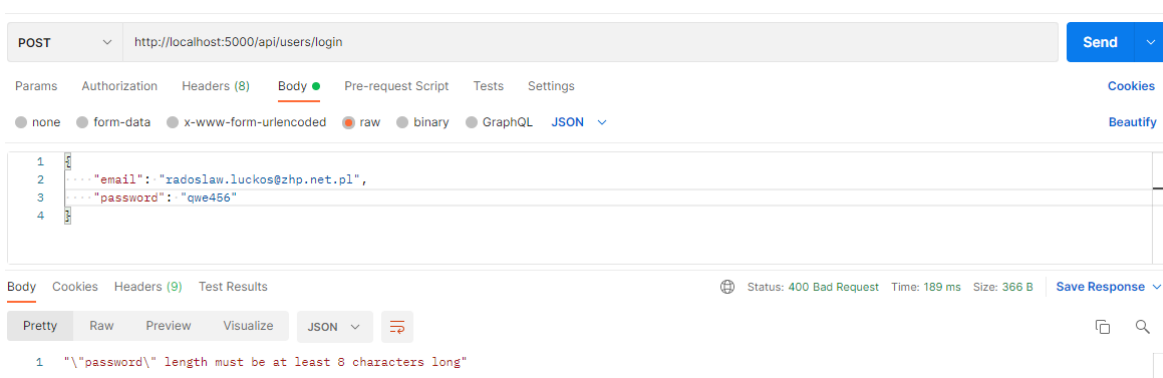 POST http://localhost:5000/api/users/login Send
Params Authorization Headers (8) Body Pre-request Script Tests Settings Cookies
none form-data x-www-form-urlencoded raw binary GraphQL JSON Beautify
1 {
2 "email": "radoslaw.luckos@zhp.net.pl",
3 "password": "qwe456"
4 }
Body Cookies Headers (9) Test Results Status: 400 Bad Request Time: 189 ms Size: 366 B Save Response
Pretty Raw Preview Visualize JSON
1 "\"password\" length must be at least 8 characters long"